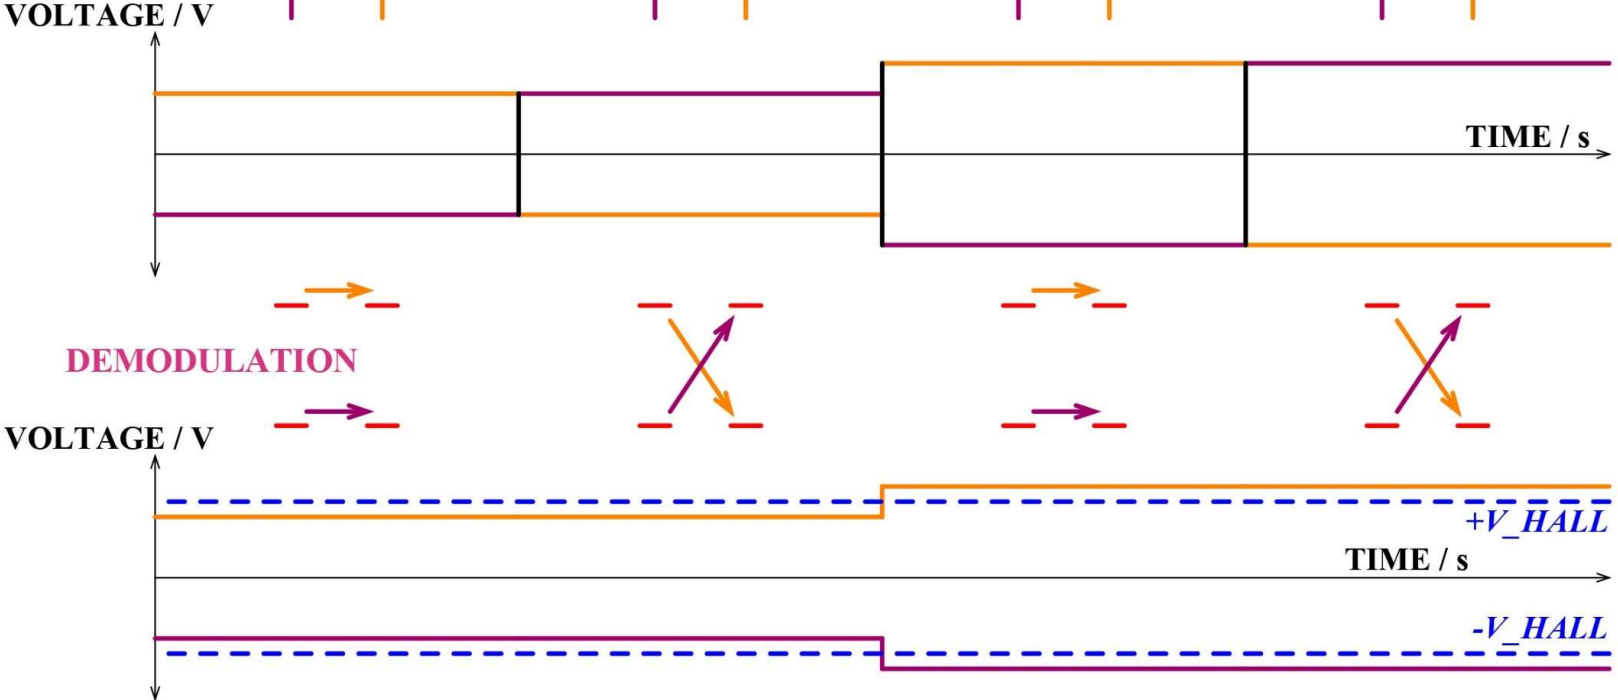 VOLTAGE / V
TIME / s
DEMODULATION
VOLTAGE / V
+V_HALL
TIME / s
-V_HALL